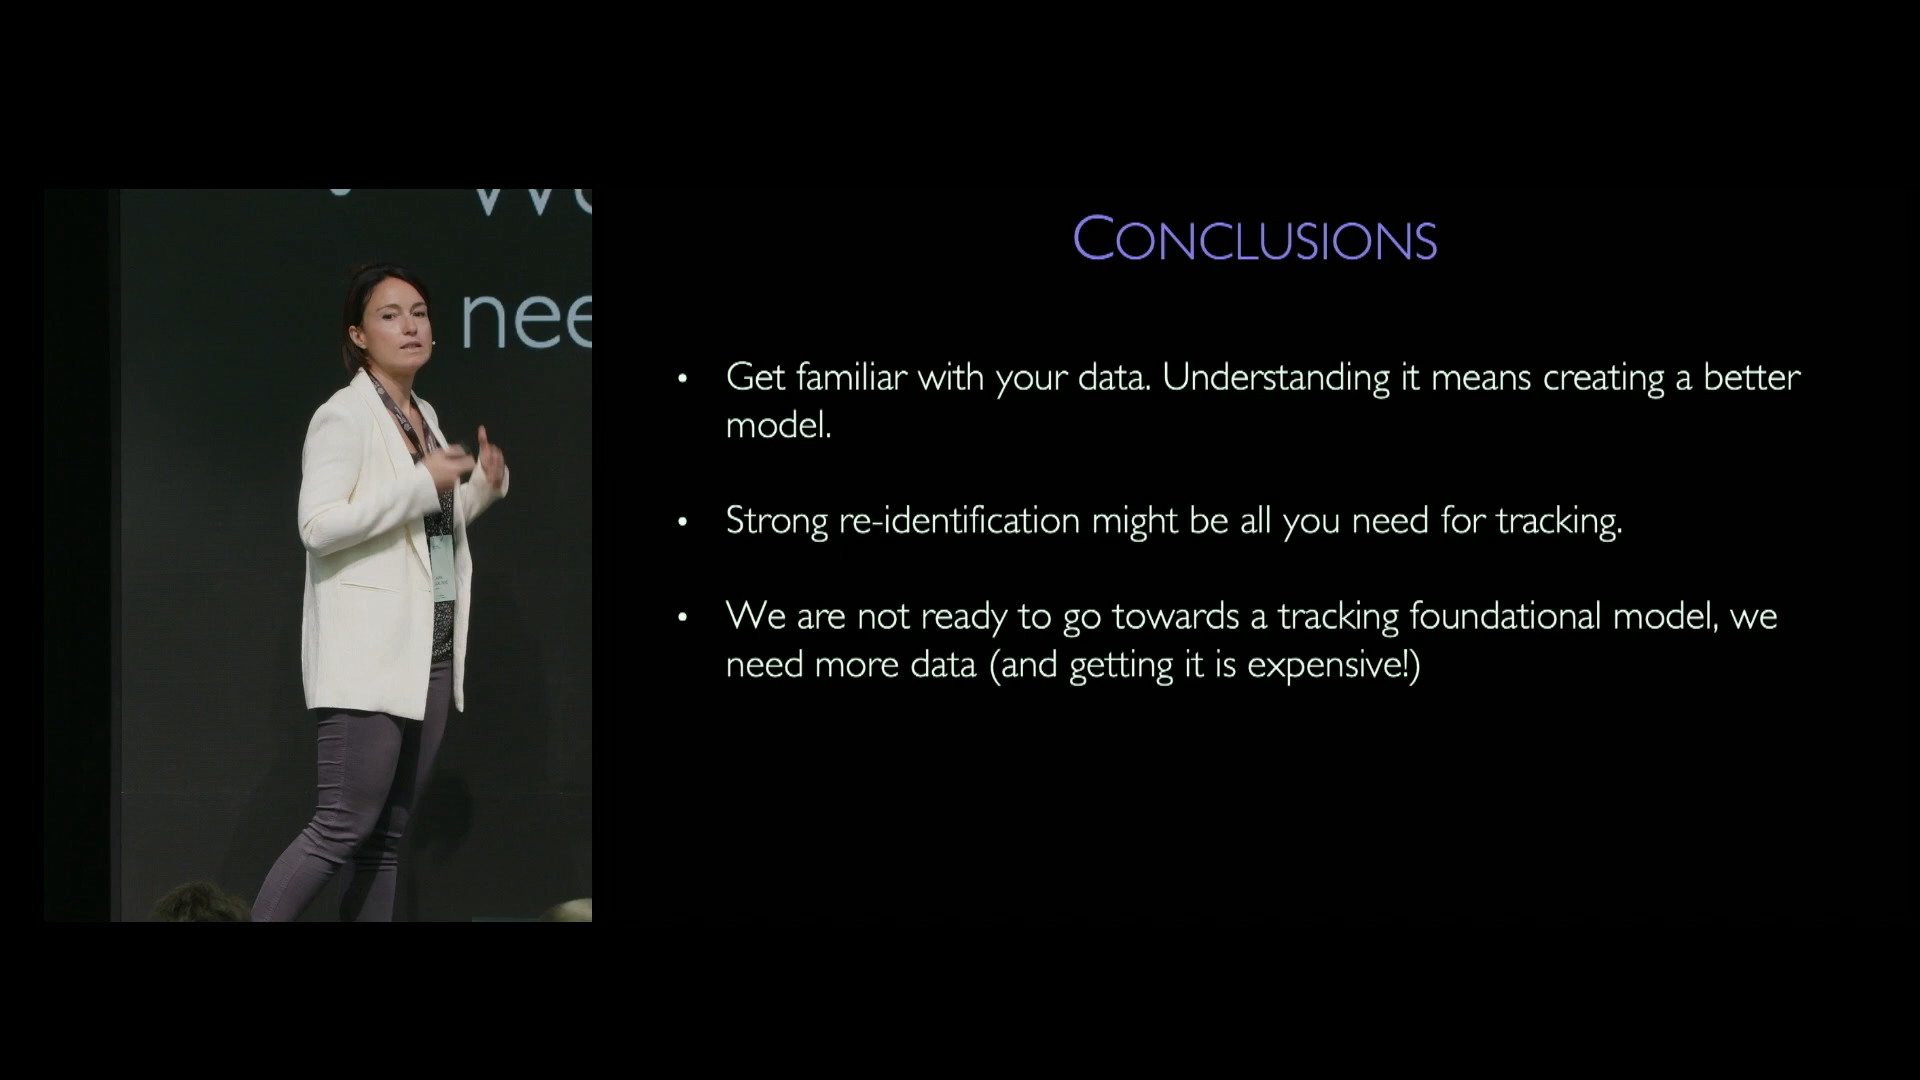 We
nee
CONCLUSIONS
• Get familiar with your data. Understanding it means creating a better
model.
• Strong re-identification might be all you need for tracking.
• We are not ready to go towards a tracking foundational model, we
need more data (and getting it is expensive!)